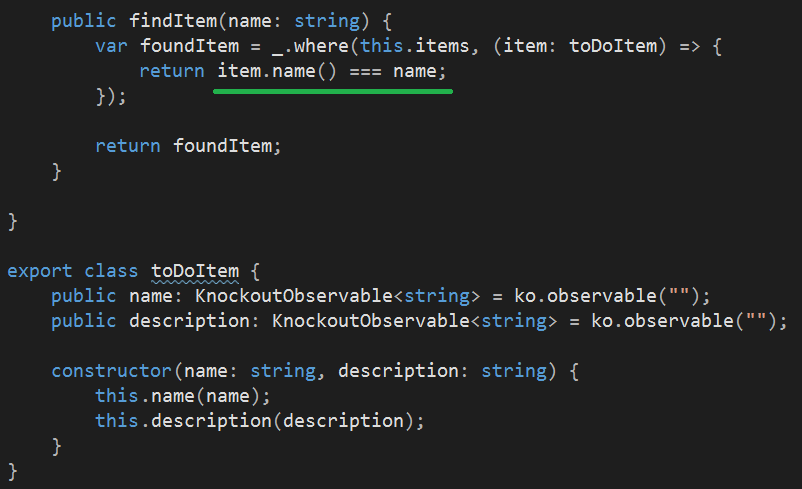 public findItem(name: string) {
var foundItem = _.where(this.items, (item: toDoItem) => {
return item.name() === name;
});
return foundItem;
}
}
export class toDoItem {
public name: KnockoutObservable<string> = ko.observable("");
public description: KnockoutObservable<string> = ko.observable("");
constructor(name: string, description: string) {
this.name(name);
this.description(description);
}
}